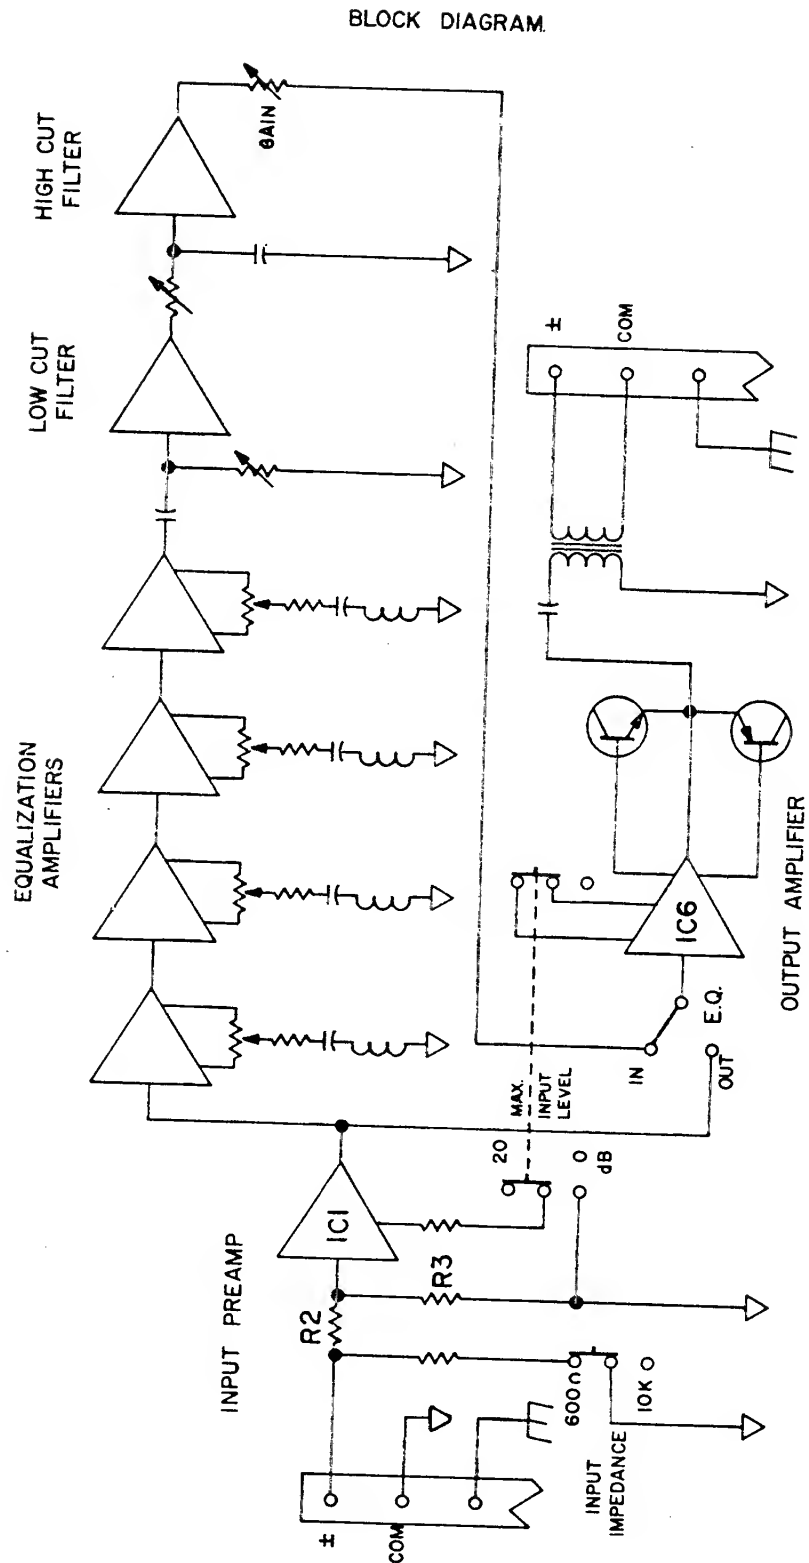 BLOCK DIAGRAM.
HIGH CUT
FILTER
GAIN
LOW CUT
FILTER
EQUALIZATION
AMPLIFIERS
INPUT PREAMP
IC1
R2
R3
±
COM
600Ω
10K
INPUT
IMPEDANCE
20
0
dB
MAX.
INPUT
LEVEL
IN
OUT
E.Q.
IC6
OUTPUT AMPLIFIER
±
COM